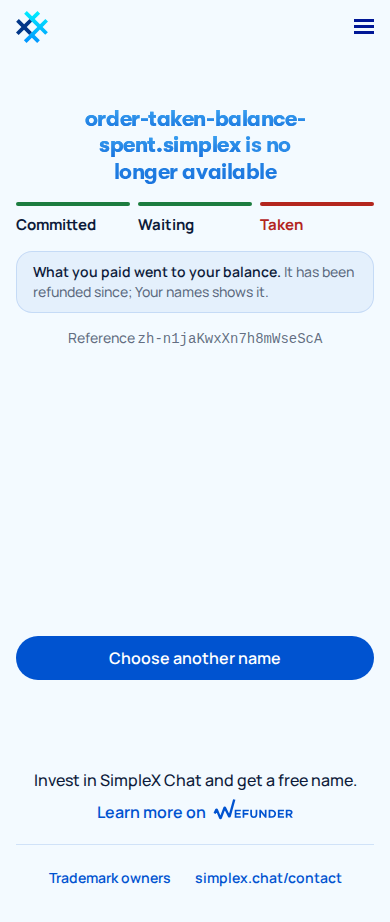 order-taken-balance-
spent.simplex is no
longer available
Committed
Waiting
Taken
What you paid went to your balance. It has been
refunded since; Your names shows it.
Reference zh-n1jaKwxXn7h8mWseScA
Choose another name
Invest in SimpleX Chat and get a free name.
Learn more on WEFUNDER
Trademark owners
simplex.chat/contact